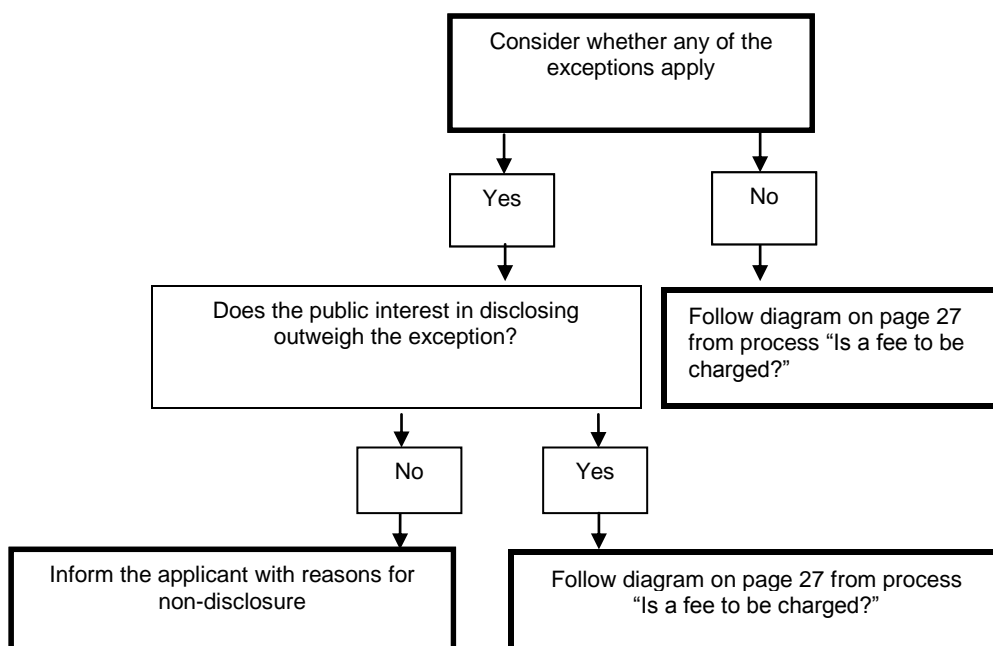 Consider whether any of the
exceptions apply
Yes
No
Does the public interest in disclosing
outweigh the exception?
Follow diagram on page 27
from process “Is a fee to be
charged?”
No
Yes
Inform the applicant with reasons for
non-disclosure
Follow diagram on page 27 from process
“Is a fee to be charged?”